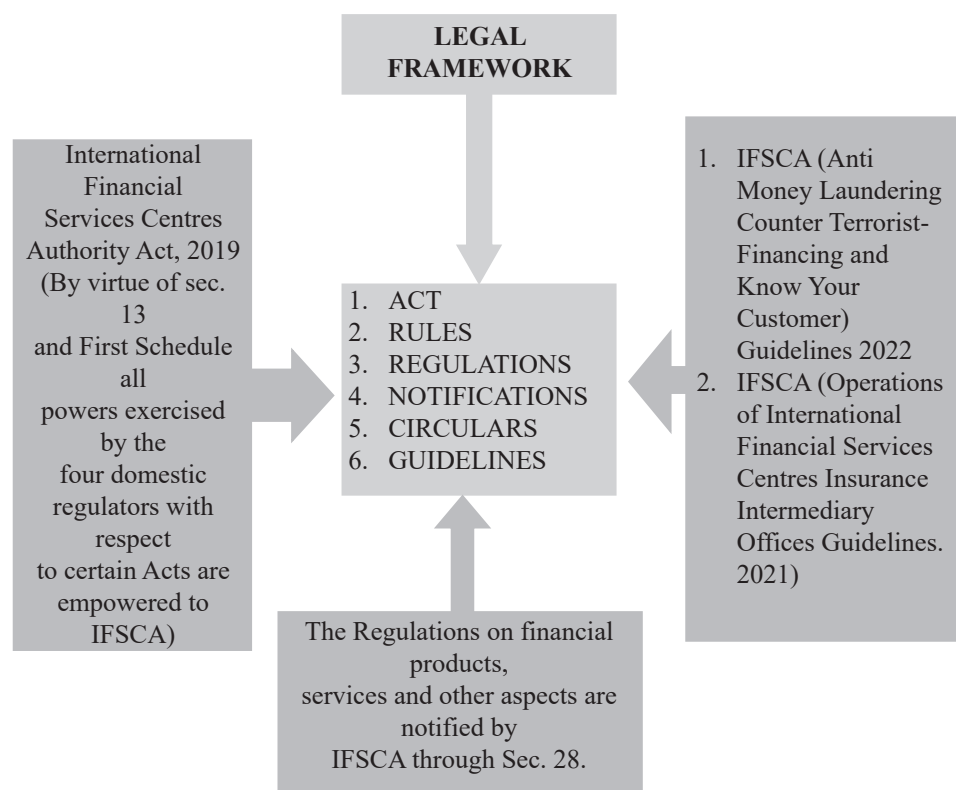 LEGAL
FRAMEWORK
International
Financial
Services Centres
Authority Act, 2019
(By virtue of sec.
13
and First Schedule
all
powers exercised
by the
four domestic
regulators with
respect
to certain Acts are
empowered to
IFSCA)
1. ACT
2. RULES
3. REGULATIONS
4. NOTIFICATIONS
5. CIRCULARS
6. GUIDELINES
1. IFSCA (Anti
Money Laundering
Counter Terrorist-
Financing and
Know Your
Customer)
Guidelines 2022
2. IFSCA (Operations
of International
Financial Services
Centres Insurance
Intermediary
Offices Guidelines.
2021)
The Regulations on financial
products,
services and other aspects are
notified by
IFSCA through Sec. 28.